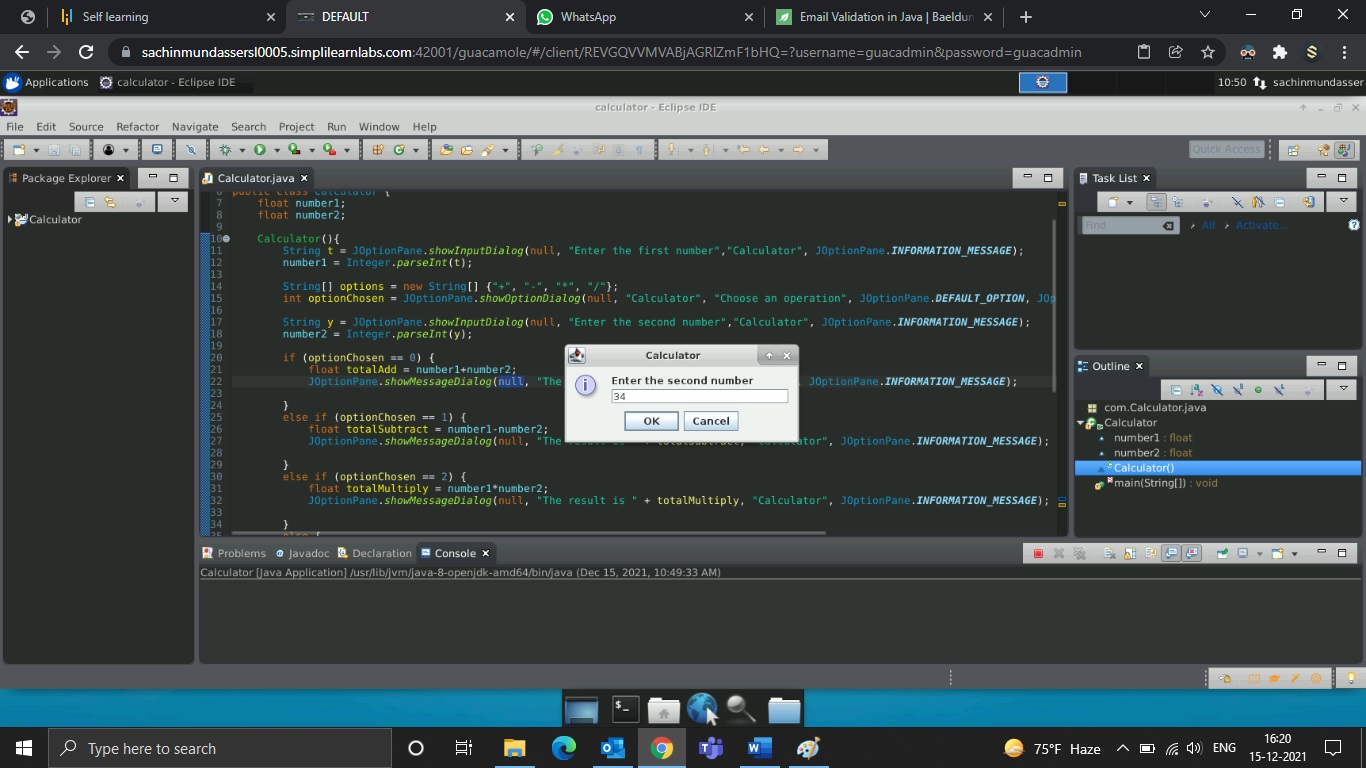 Self learning
DEFAULT
WhatsApp
Email Validation in Java | Baeldun
sachinmundassersl0005.simplilearnlabs.com:42001/guacamole/#/client/REVGQVVMVABjAGRlZmF1bHQ=?username=guacadmin&password=guacadmin
Applications
calculator - Eclipse IDE
10:50
sachinmundasser
calculator - Eclipse IDE
File Edit Source Refactor Navigate Search Project Run Window Help
Quick Access
Package Explorer
Calculator
Calculator.java
6 public class Calculator {
7 float number1;
8 float number2;
9
10 Calculator(){
11 String t = JOptionPane.showInputDialog(null, "Enter the first number","Calculator", JOptionPane.INFORMATION_MESSAGE);
12 number1 = Integer.parseInt(t);
13
14 String[] options = new String[] {"+", "-", "*", "/"};
15 int optionChosen = JOptionPane.showOptionDialog(null, "Calculator", "Choose an operation", JOptionPane.DEFAULT_OPTION, JOp
16
17 String y = JOptionPane.showInputDialog(null, "Enter the second number","Calculator", JOptionPane.INFORMATION_MESSAGE);
18 number2 = Integer.parseInt(y);
19
20 if (optionChosen == 0) {
21 float totalAdd = number1+number2;
22 JOptionPane.showMessageDialog(null, "The JOptionPane.INFORMATION_MESSAGE);
23
24 }
25 else if (optionChosen == 1) {
26 float totalSubtract = number1-number2;
27 JOptionPane.showMessageDialog(null, "The result is " + totalSubtract, "Calculator", JOptionPane.INFORMATION_MESSAGE);
28
29 }
30 else if (optionChosen == 2) {
31 float totalMultiply = number1*number2;
32 JOptionPane.showMessageDialog(null, "The result is " + totalMultiply, "Calculator", JOptionPane.INFORMATION_MESSAGE);
33
34 }
35 else {
Calculator
Enter the second number
34
OK Cancel
Task List
Find
All
Activate...
Outline
com.Calculator.java
Calculator
number1 : float
number2 : float
Calculator()
main(String[]) : void
Problems
Javadoc
Declaration
Console
Calculator [Java Application] /usr/lib/jvm/java-8-openjdk-amd64/bin/java (Dec 15, 2021, 10:49:33 AM)
Type here to search
75°F Haze
ENG
16:20
15-12-2021